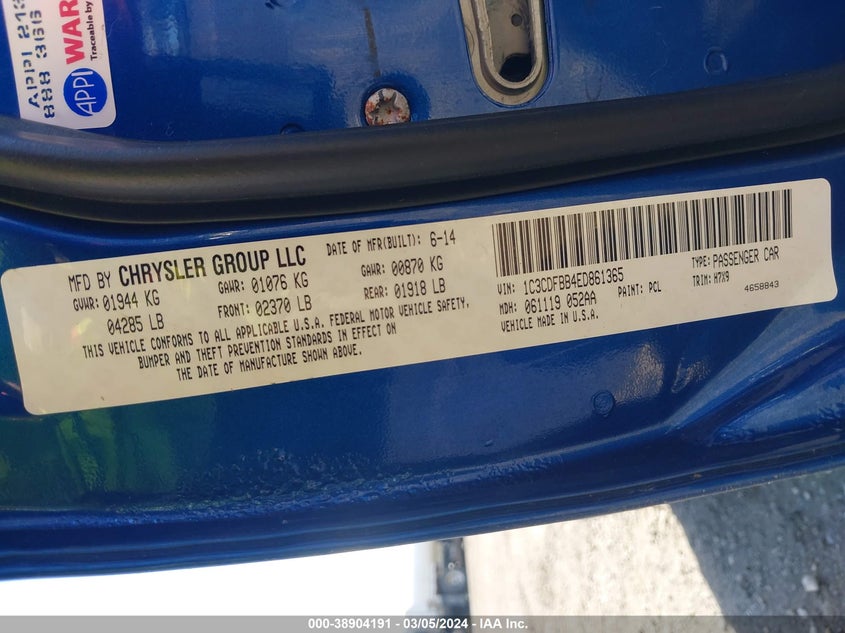 APPI 213
888 366
APPI
WAR
Traceable by
MFD BY CHRYSLER GROUP LLC DATE OF MFR(BUILT): 6-14
GVWR: 01944 KG GAWR: 01076 KG GAWR: 00870 KG
04285 LB FRONT: 02370 LB REAR: 01918 LB
THIS VEHICLE CONFORMS TO ALL APPLICABLE U.S.A. FEDERAL MOTOR VEHICLE SAFETY,
BUMPER AND THEFT PREVENTION STANDARDS IN EFFECT ON
THE DATE OF MANUFACTURE SHOWN ABOVE.
VIN: 1C3CDFBB4ED861365 TYPE: PASSENGER CAR
MDH: 061119 052AA PAINT: PCL TRIM: H7X9
VEHICLE MADE IN U.S.A. 4658843
000-38904191 - 03/05/2024 - IAA Inc.